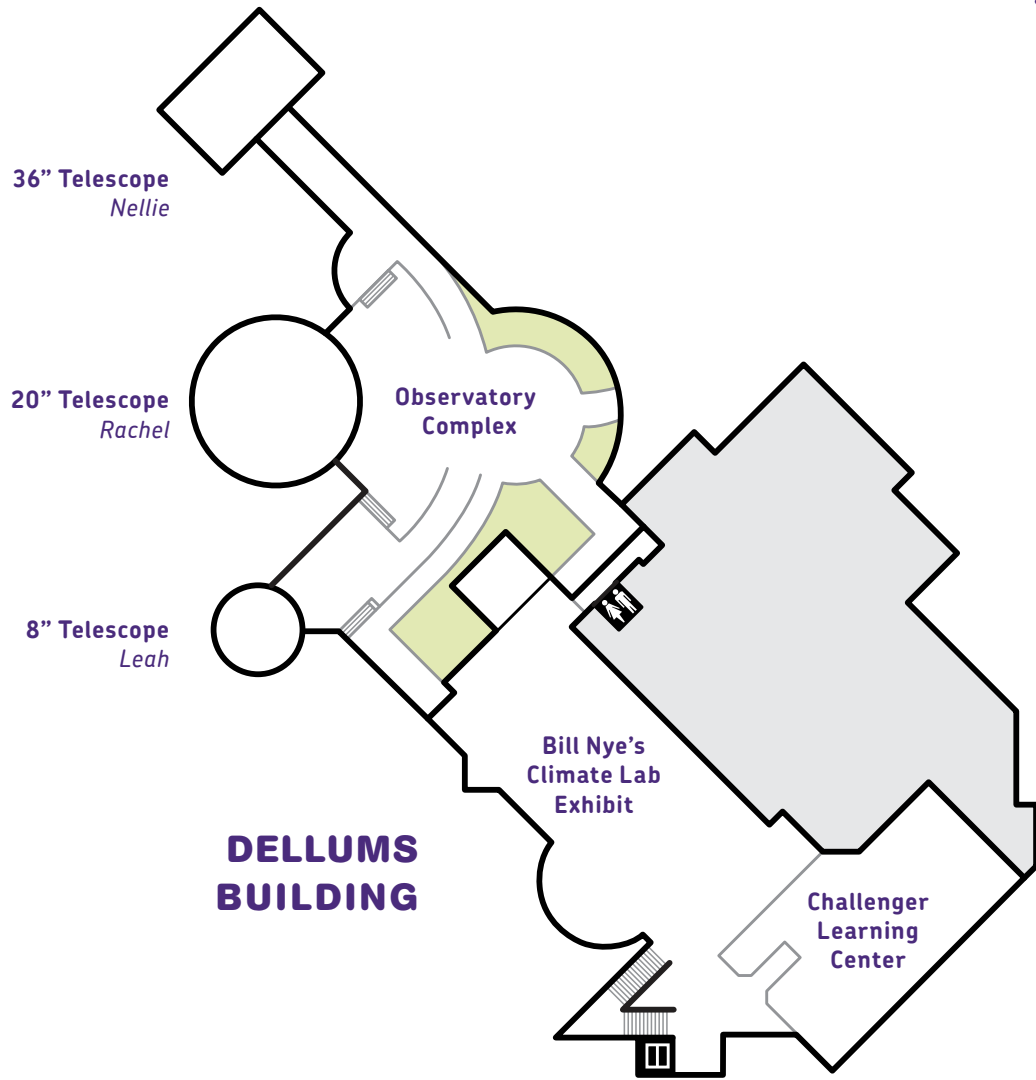 36” Telescope
Nellie
20” Telescope
Rachel
Observatory
Complex
8” Telescope
Leah
Bill Nye’s
Climate Lab
Exhibit
DELLUMS
BUILDING
Challenger
Learning
Center